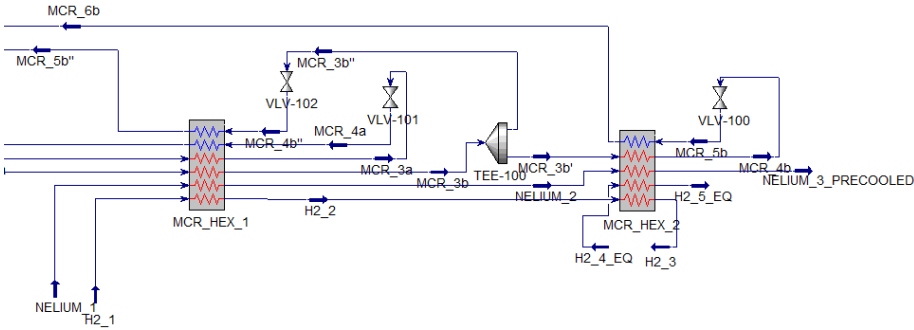 MCR_6b
MCR_5b"
MCR_3b"
VLV-102
VLV-101
VLV-100
MCR_4a
MCR_4b"
MCR_3a
MCR_3b
TEE-100
MCR_3b'
MCR_5b
MCR_4b
NELIUM_3_PRECOOLED
NELIUM_2
H2_5_EQ
H2_2
MCR_HEX_1
MCR_HEX_2
H2_4_EQ
H2_3
NELIUM_1
H2_1